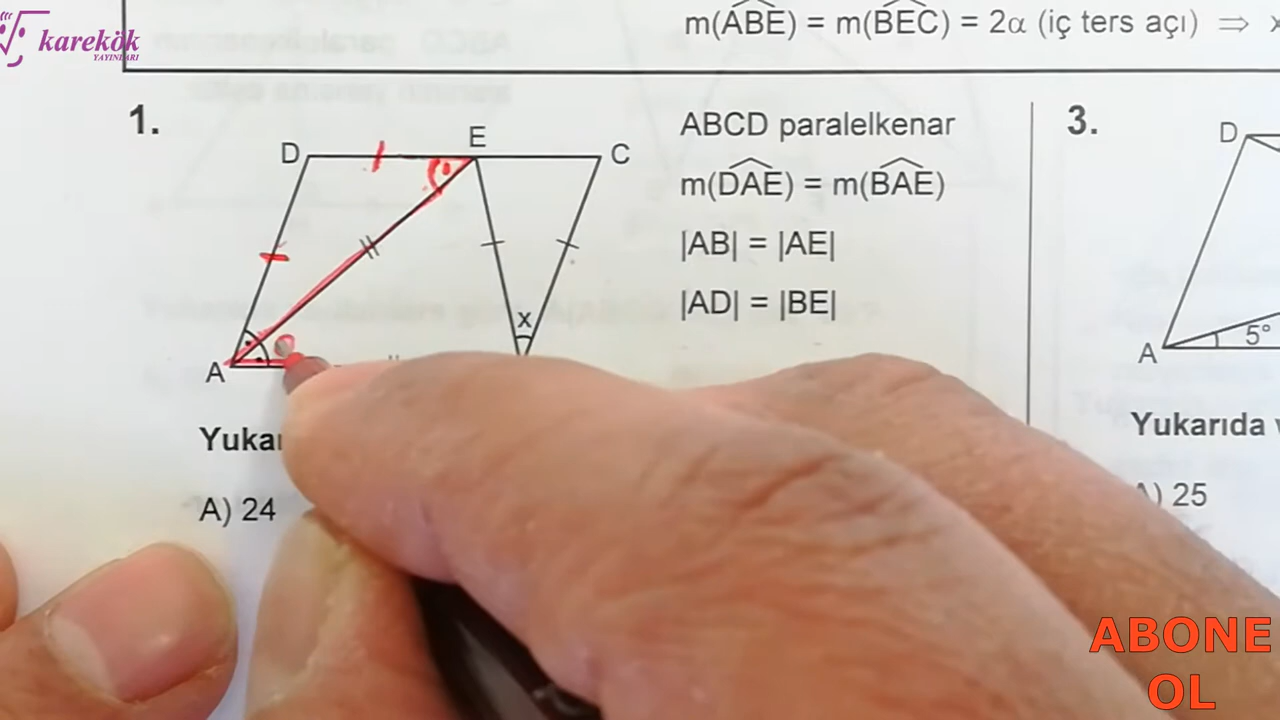 karekök
YAYINLARI
m(ABE) = m(BEC) = 2α (iç ters açı) ⇒ x
1.
D
E
C
A
x
ABCD paralelkenar
m(DAE) = m(BAE)
|AB| = |AE|
|AD| = |BE|
A) 24
3.
D
A
5°
Yukarıda
A) 25
ABONE
OL